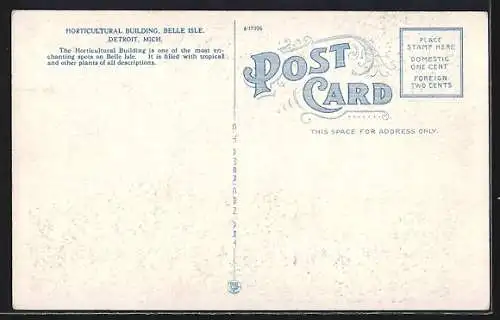 HORTICULTURAL BUILDING, BELLE ISLE,
DETROIT, MICH.
The Horticultural Building is one of the most en-
chanting spots on Belle Isle. It is filled with tropical
and other plants of all descriptions.
POST
CARD
THIS SPACE FOR ADDRESS ONLY.
PLACE
STAMP HERE
DOMESTIC
ONE CENT
FOREIGN
TWO CENTS